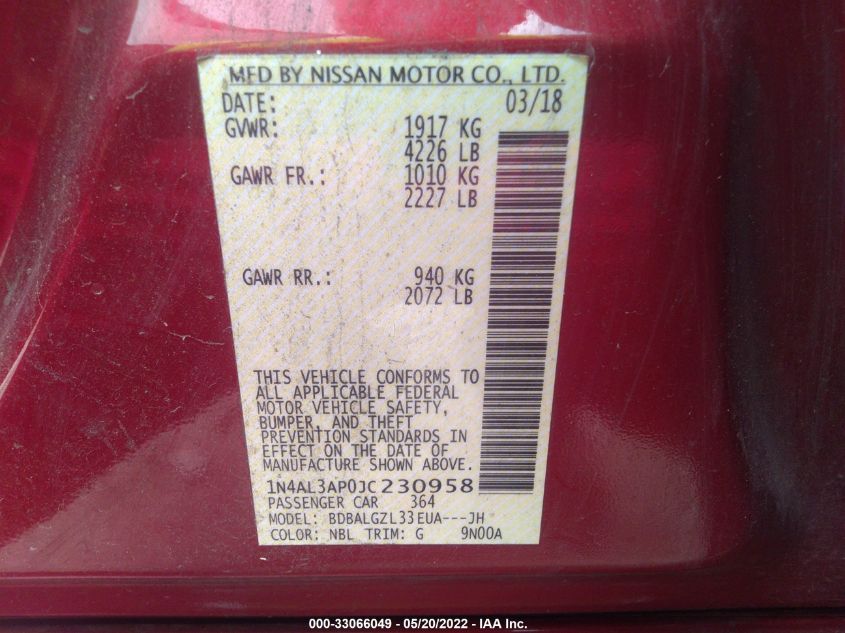 MFD BY NISSAN MOTOR CO., LTD.
DATE: 03/18
GVWR: 1917 KG
4226 LB
GAWR FR.: 1010 KG
2227 LB
GAWR RR.: 940 KG
2072 LB
THIS VEHICLE CONFORMS TO
ALL APPLICABLE FEDERAL
MOTOR VEHICLE SAFETY,
BUMPER, AND THEFT
PREVENTION STANDARDS IN
EFFECT ON THE DATE OF
MANUFACTURE SHOWN ABOVE.
1N4AL3AP0JC230958
PASSENGER CAR 364
MODEL: BDBALGZL33EUA---JH
COLOR: NBL TRIM: G 9N00A
000-33066049 - 05/20/2022 - IAA Inc.